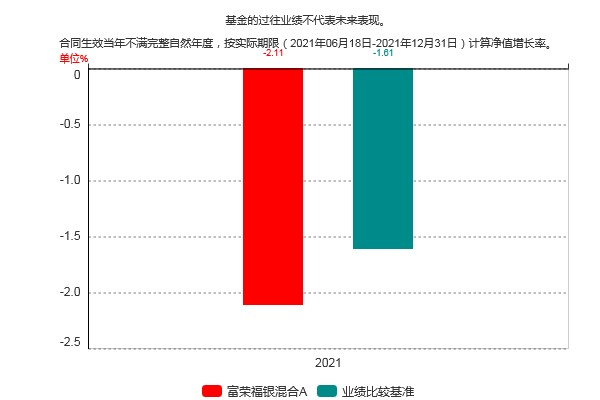 基金的过往业绩不代表未来表现。
合同生效当年不满完整自然年度，按实际期限（2021年06月18日-2021年12月31日）计算净值增长率。
单位%
-2.11
-1.61
0
-0.5
-1.0
-1.5
-2.0
-2.5
2021
富荣福银混合A
业绩比较基准